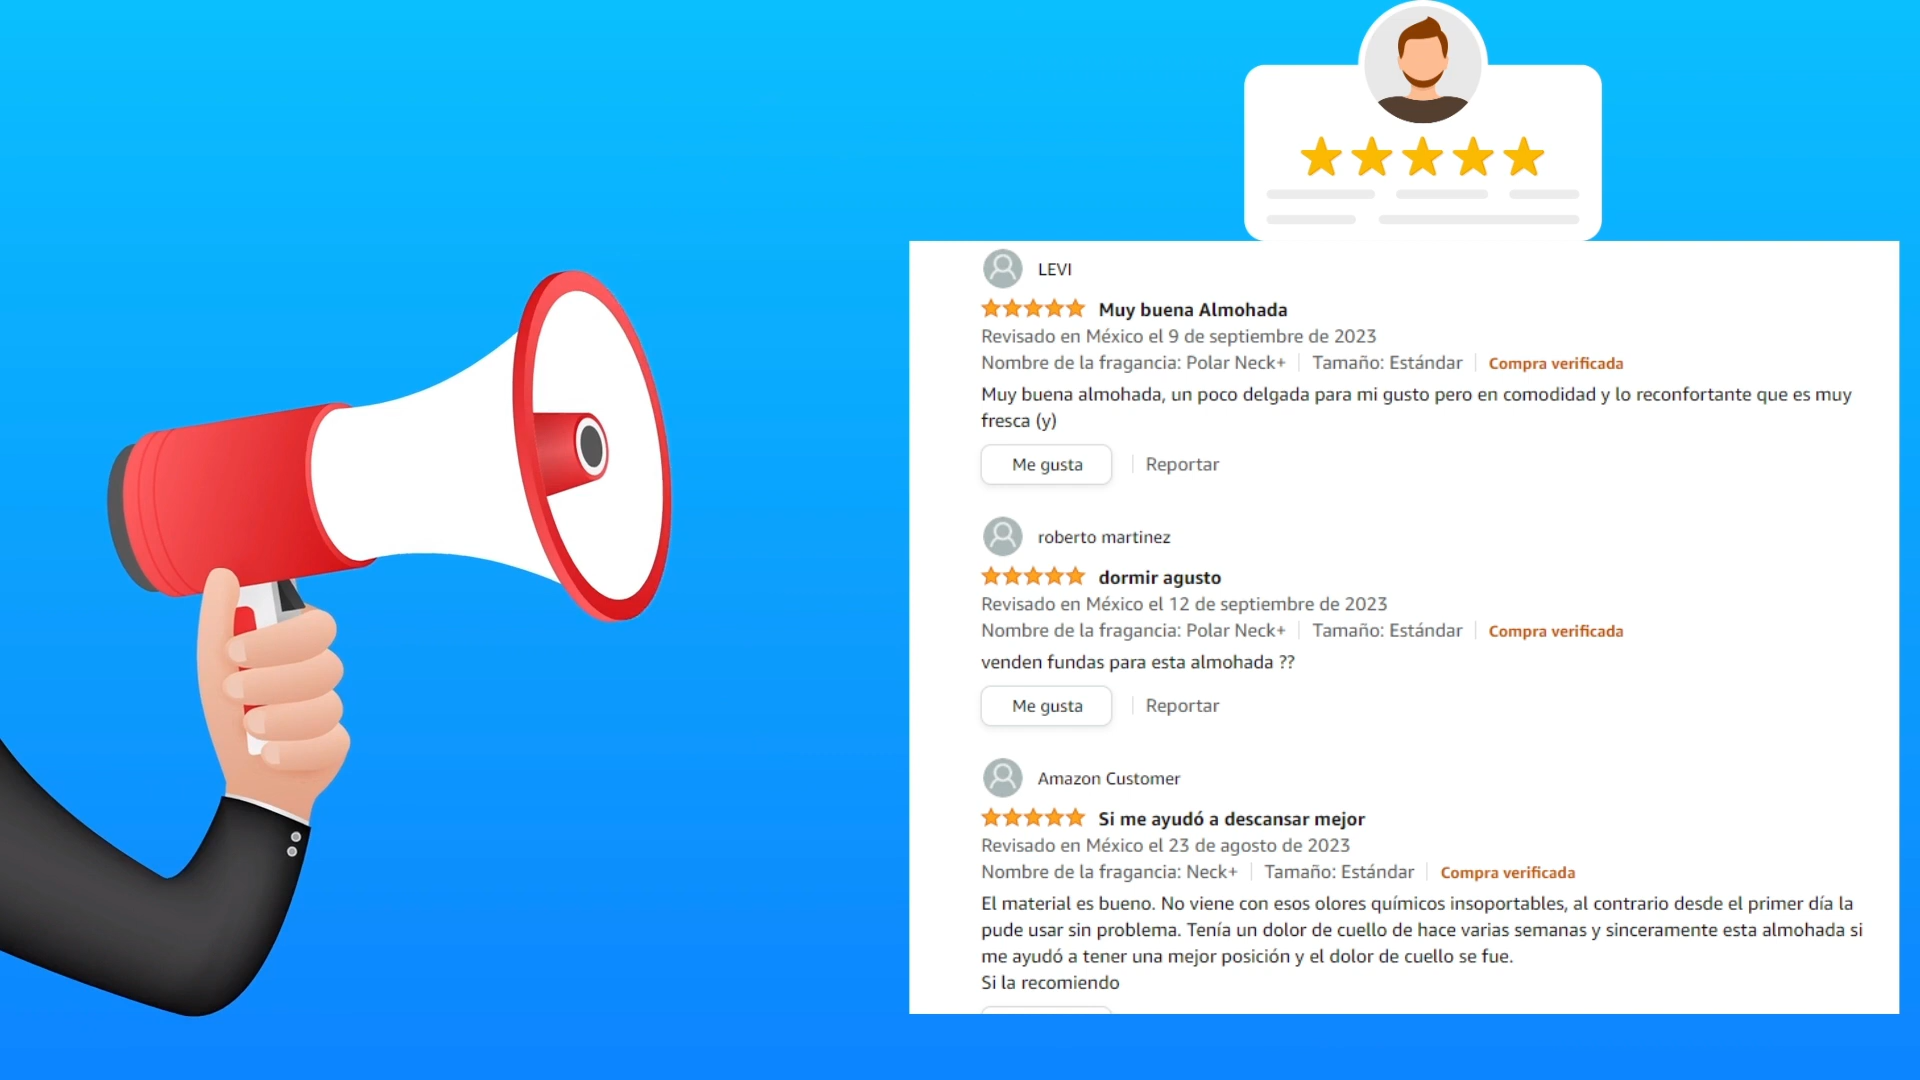 LEVI
Muy buena Almohada
Revisado en México el 9 de septiembre de 2023
Nombre de la fragancia: Polar Neck+ | Tamaño: Estándar | Compra verificada
Muy buena almohada, un poco delgada para mi gusto pero en comodidad y lo reconfortante que es muy
fresca (y)
Me gusta | Reportar
roberto martinez
dormir agusto
Revisado en México el 12 de septiembre de 2023
Nombre de la fragancia: Polar Neck+ | Tamaño: Estándar | Compra verificada
venden fundas para esta almohada ??
Me gusta | Reportar
Amazon Customer
Si me ayudó a descansar mejor
Revisado en México el 23 de agosto de 2023
Nombre de la fragancia: Neck+ | Tamaño: Estándar | Compra verificada
El material es bueno. No viene con esos olores químicos insoportables, al contrario desde el primer día la
pude usar sin problema. Tenía un dolor de cuello de hace varias semanas y sinceramente esta almohada si
me ayudó a tener una mejor posición y el dolor de cuello se fue.
Si la recomiendo